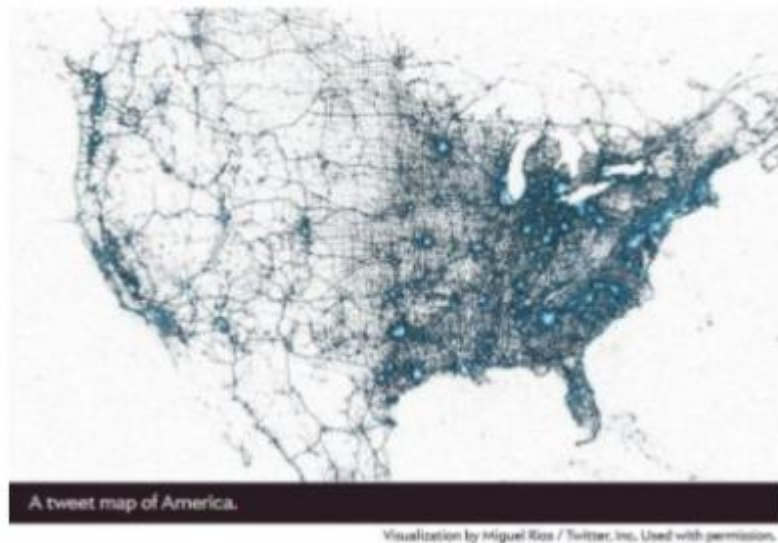 A tweet map of America.
Visualization by Miguel Rios / Twitter, Inc. Used with permission.